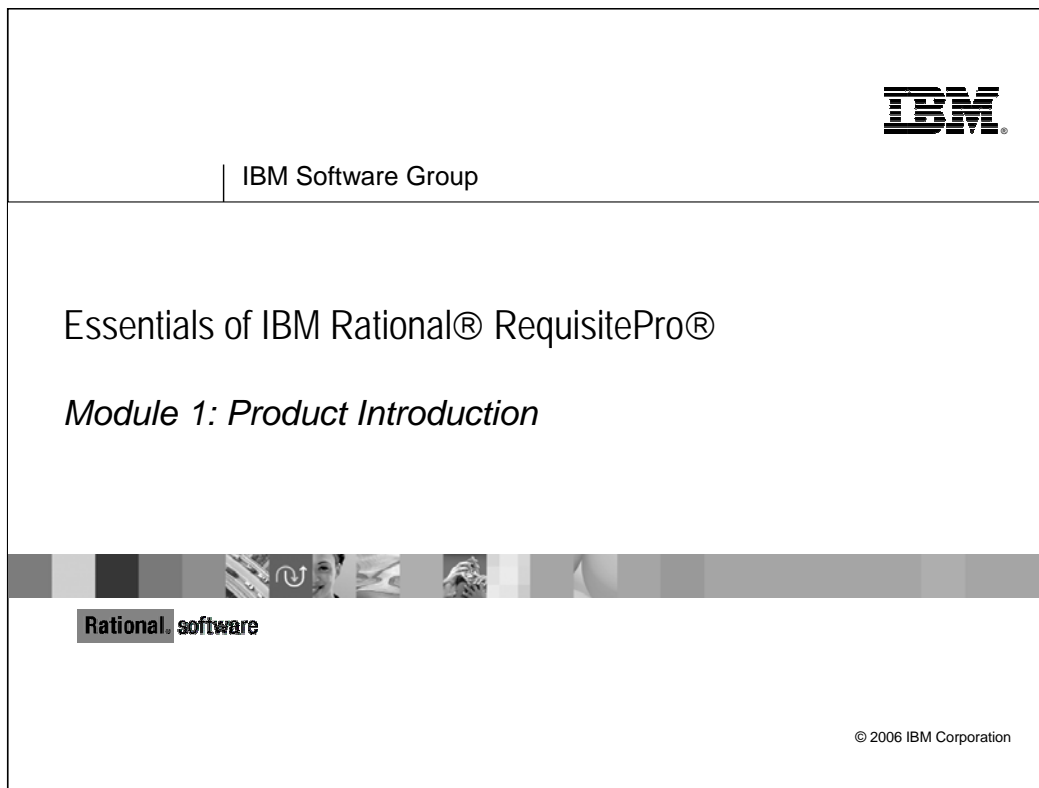 IBM®
IBM Software Group
Essentials of IBM Rational® RequisitePro®
Module 1: Product Introduction
Rational® software
© 2006 IBM Corporation